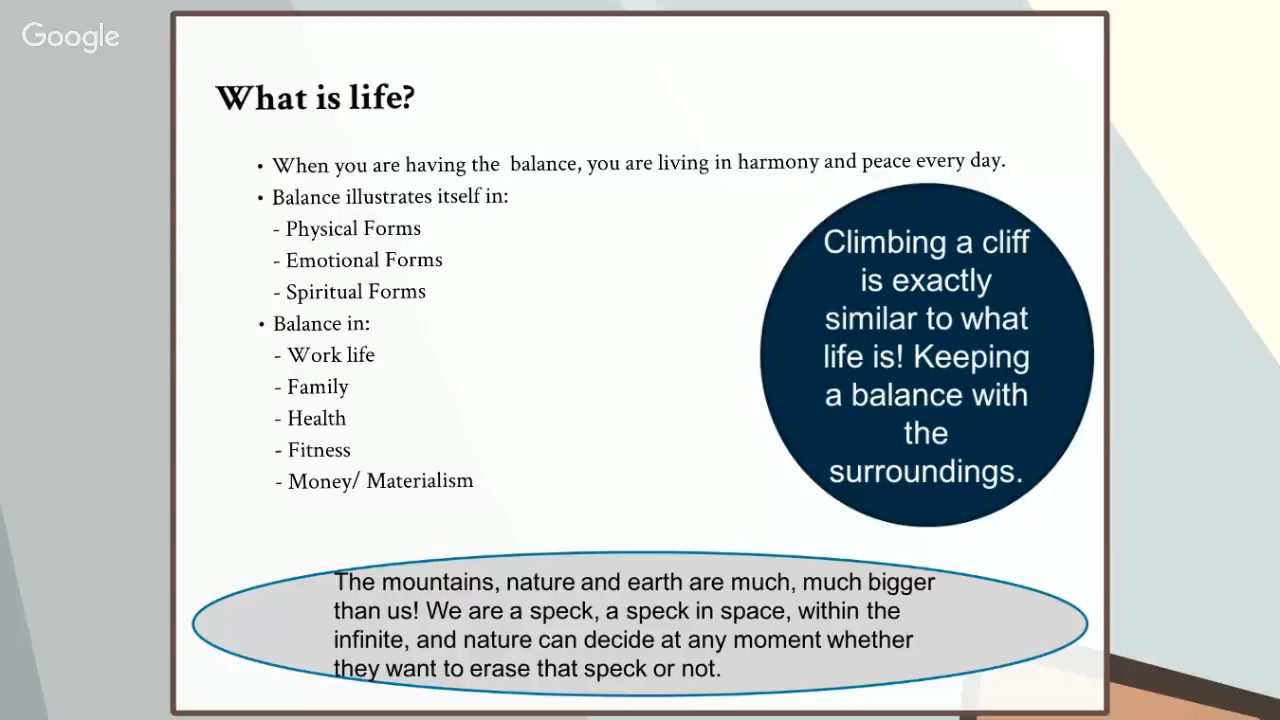 Google
What is life?
• When you are having the  balance, you are living in harmony and peace every day.
• Balance illustrates itself in:
- Physical Forms
- Emotional Forms
- Spiritual Forms
• Balance in:
- Work life
- Family
- Health
- Fitness
- Money/ Materialism
Climbing a cliff
is exactly
similar to what
life is! Keeping
a balance with
the
surroundings.
The mountains, nature and earth are much, much bigger
than us! We are a speck, a speck in space, within the
infinite, and nature can decide at any moment whether
they want to erase that speck or not.